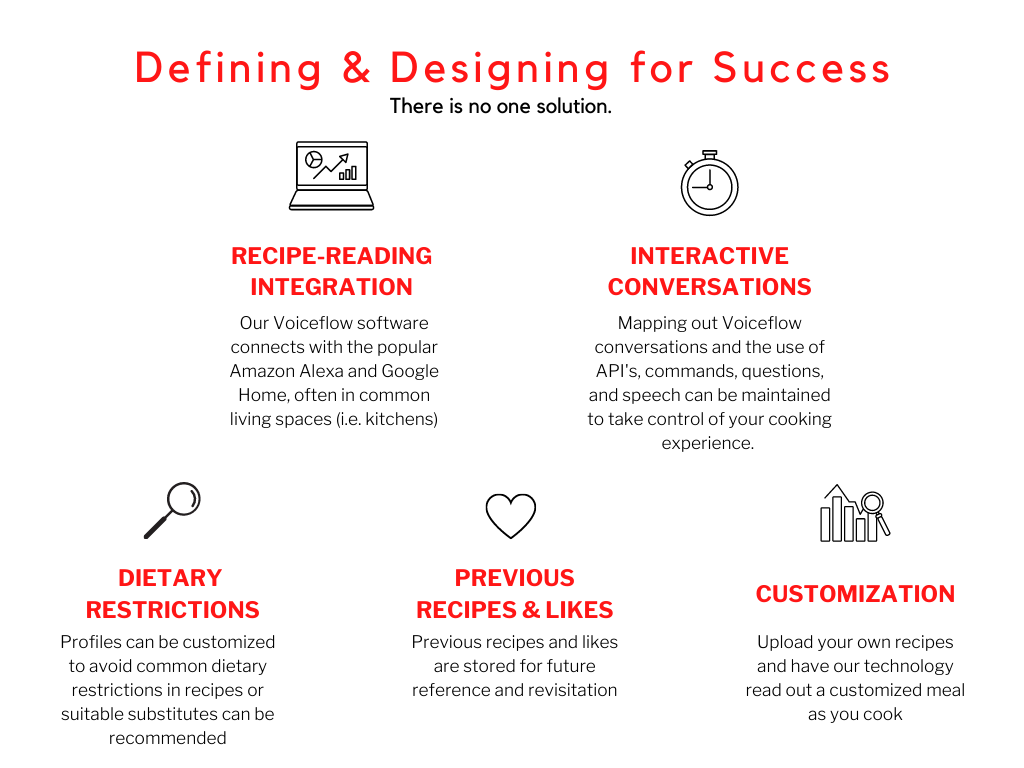 Defining & Designing for Success
There is no one solution.
RECIPE-READING
INTEGRATION
Our Voiceflow software
connects with the popular
Amazon Alexa and Google
Home, often in common
living spaces (i.e. kitchens)
INTERACTIVE
CONVERSATIONS
Mapping out Voiceflow
conversations and the use of
API's, commands, questions,
and speech can be maintained
to take control of your cooking
experience.
DIETARY
RESTRICTIONS
Profiles can be customized
to avoid common dietary
restrictions in recipes or
suitable substitutes can be
recommended
PREVIOUS
RECIPES & LIKES
Previous recipes and likes
are stored for future
reference and revisitation
CUSTOMIZATION
Upload your own recipes
and have our technology
read out a customized meal
as you cook